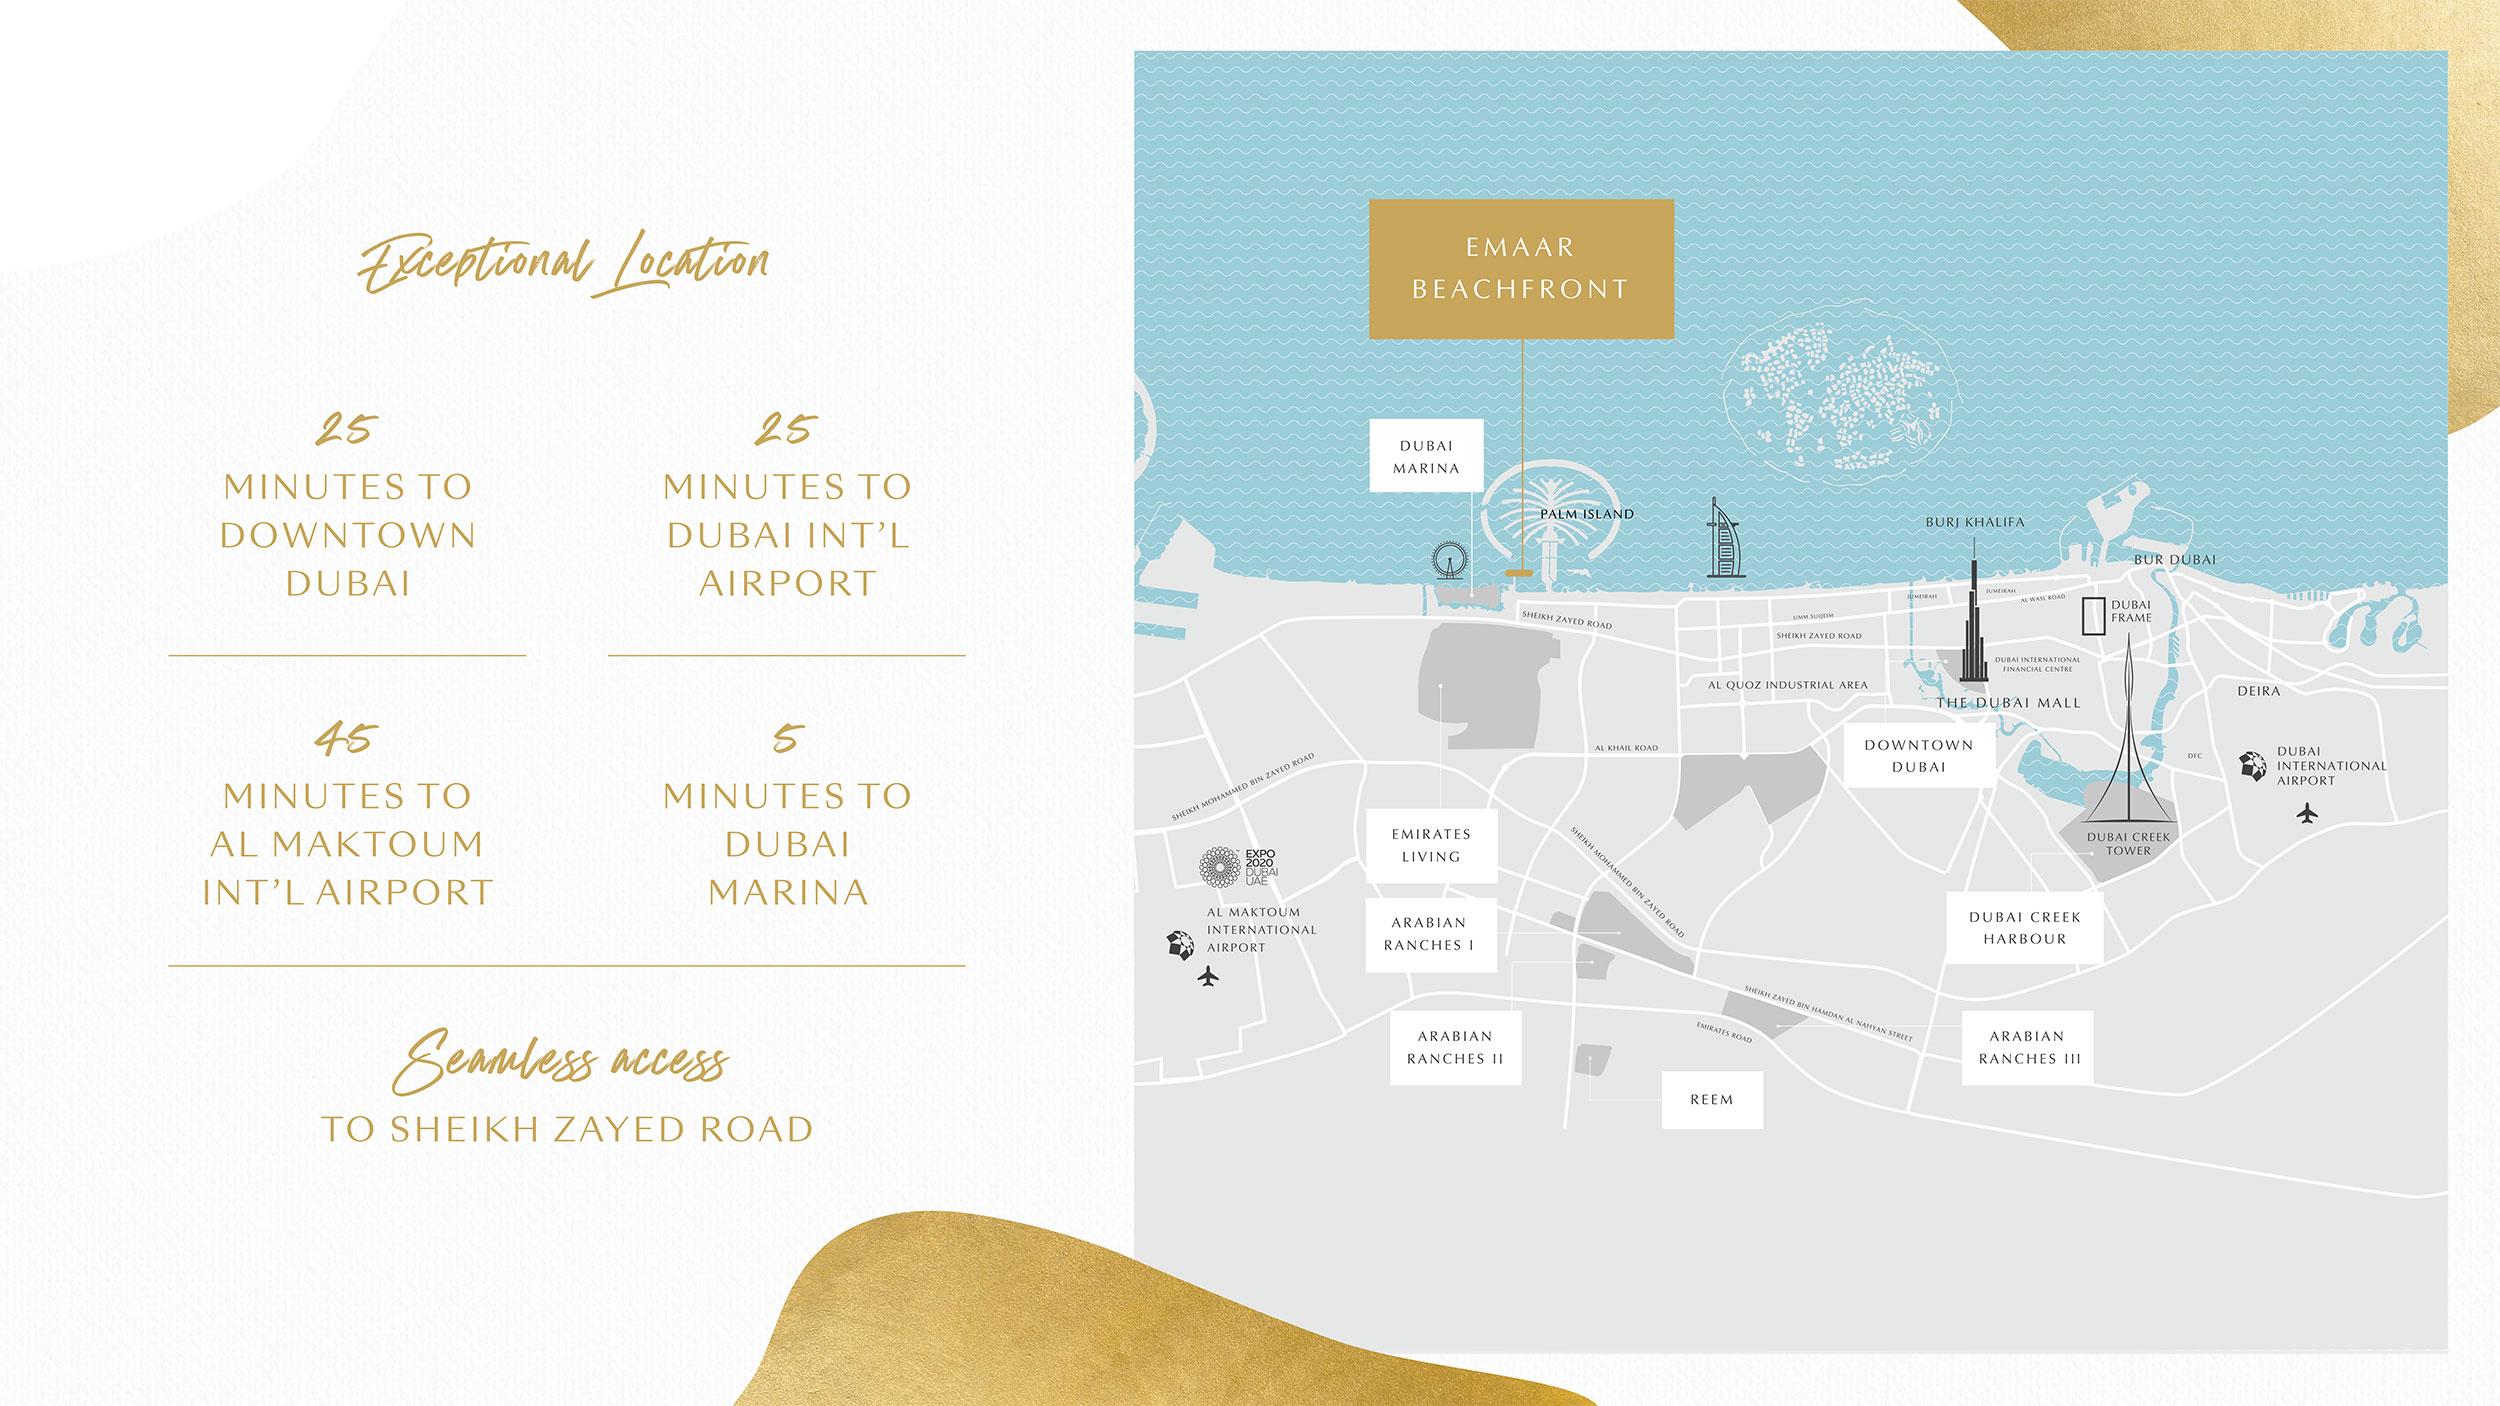 Exceptional Location
25
MINUTES TO
DOWNTOWN
DUBAI
25
MINUTES TO
DUBAI INT'L
AIRPORT
45
MINUTES TO
AL MAKTOUM
INT'L AIRPORT
5
MINUTES TO
DUBAI
MARINA
Seamless access
TO SHEIKH ZAYED ROAD
EMAAR
BEACHFRONT
DUBAI
MARINA
PALM ISLAND
BURJ KHALIFA
BUR DUBAI
JUMEIRAH
JUMEIRAH
AL WASL ROAD
DUBAI
FRAME
SHEIKH ZAYED ROAD
UMM SUQEIM
SHEIKH ZAYED ROAD
DUBAI INTERNATIONAL
FINANCIAL CENTRE
AL QUOZ INDUSTRIAL AREA
THE DUBAI MALL
DEIRA
AL KHAIL ROAD
DOWNTOWN
DUBAI
DFC
DUBAI
INTERNATIONAL
AIRPORT
SHEIKH MOHAMMED BIN ZAYED ROAD
EMIRATES
LIVING
SHEIKH MOHAMMED BIN ZAYED ROAD
DUBAI CREEK
TOWER
EXPO
2020
DUBAI
UAE
AL MAKTOUM
INTERNATIONAL
AIRPORT
ARABIAN
RANCHES I
DUBAI CREEK
HARBOUR
SHEIKH ZAYED BIN HAMDAN AL NAHYAN STREET
EMIRATES ROAD
ARABIAN
RANCHES II
ARABIAN
RANCHES III
REEM